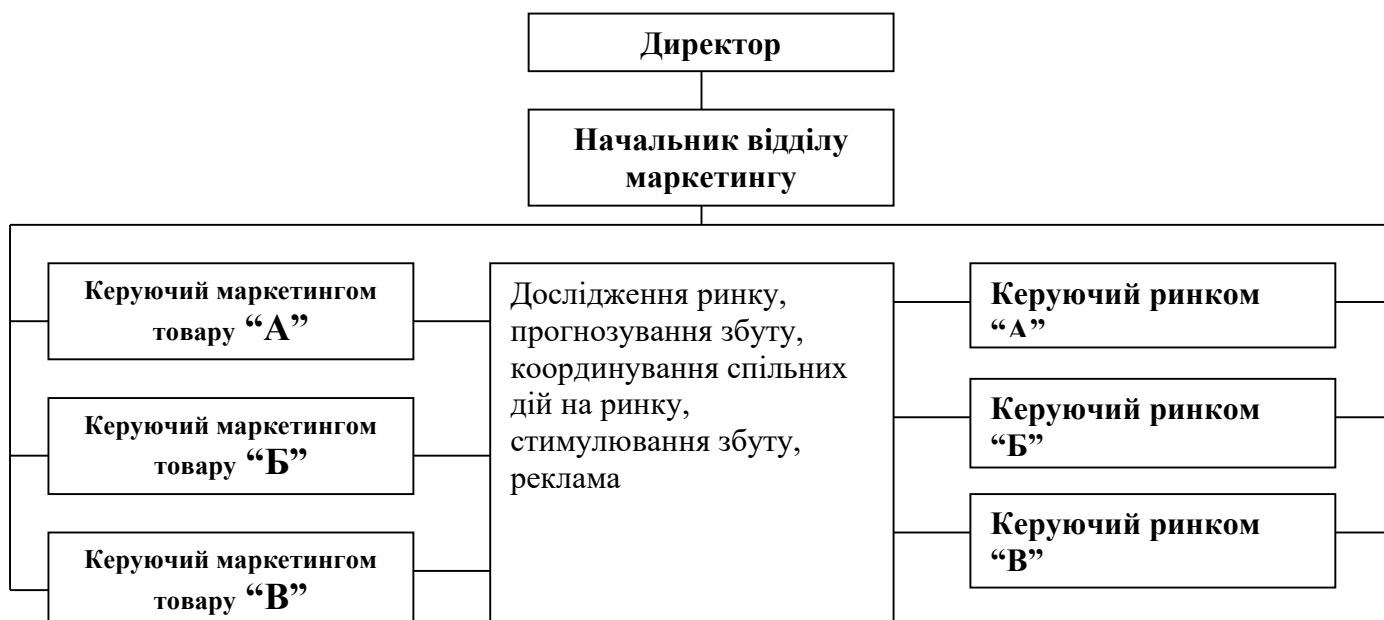 Директор
Начальник відділу
маркетингу
Керуючий маркетингом
товару “А”
Керуючий маркетингом
товару “Б”
Керуючий маркетингом
товару “В”
Дослідження ринку,
прогнозування збуту,
координування спільних
дій на ринку,
стимулювання збуту,
реклама
Керуючий ринком
“А”
Керуючий ринком
“Б”
Керуючий ринком
“В”